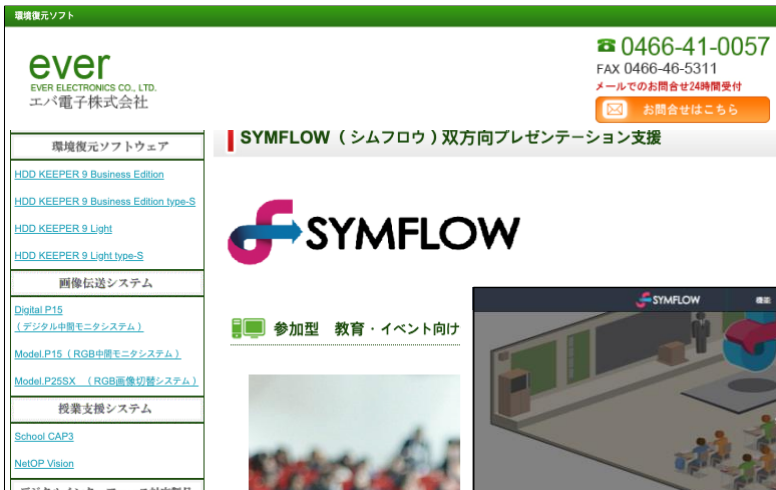 環境復元ソフト
ever
EVER ELECTRONICS CO., LTD.
エバ電子株式会社
0466-41-0057
FAX 0466-46-5311
メールでのお問合せ24時間受付
お問合せはこちら
環境復元ソフトウェア
HDD KEEPER 9 Business Edition
HDD KEEPER 9 Business Edition type-S
HDD KEEPER 9 Light
HDD KEEPER 9 Light type-S
画像伝送システム
Digital P15
（デジタル中間モニタシステム）
Model.P15（RGB中間モニタシステム）
Model.P25SX　（RGB画像切替システム）
授業支援システム
School CAP3
NetOP Vision
SYMFLOW（シムフロウ）双方向プレゼンテーション支援
SYMFLOW
参加型　教育・イベント向け
SYMFLOW
機能